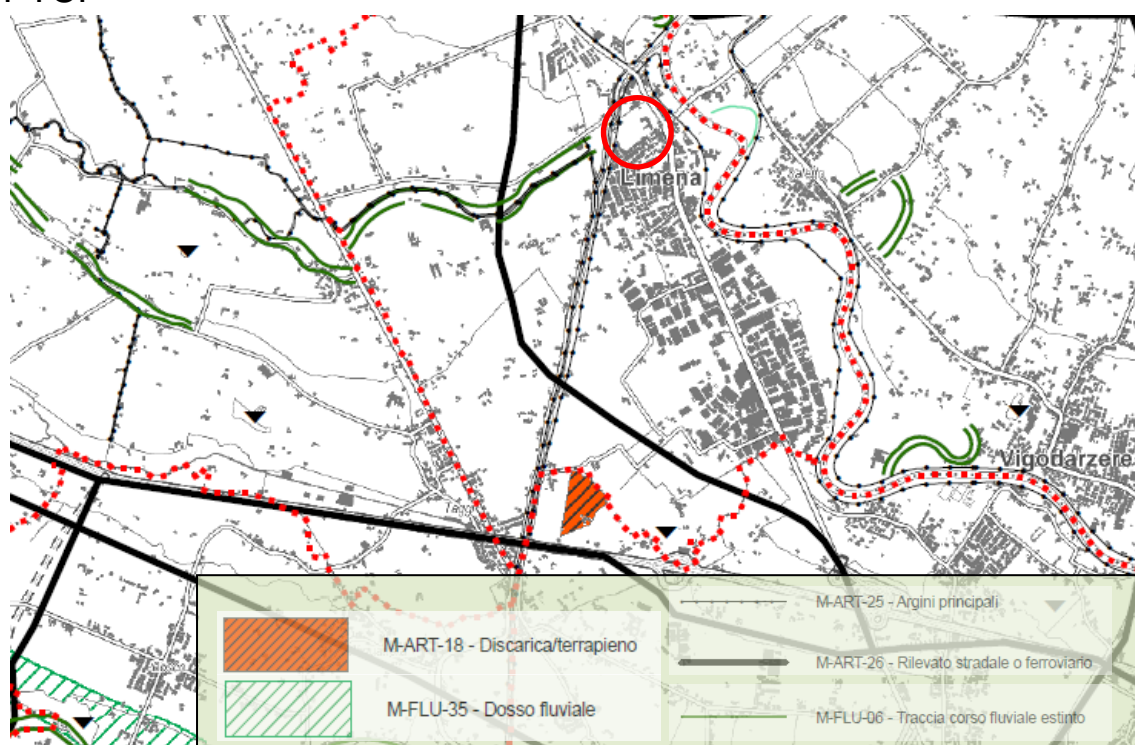 Limena
Vigodarzere
Taggi
M-ART-25 - Argini principali
M-ART-18 - Discarica/terrapieno
M-ART-26 - Rilevato stradale o ferroviario
M-FLU-35 - Dosso fluviale
M-FLU-06 - Traccia corso fluviale estinto